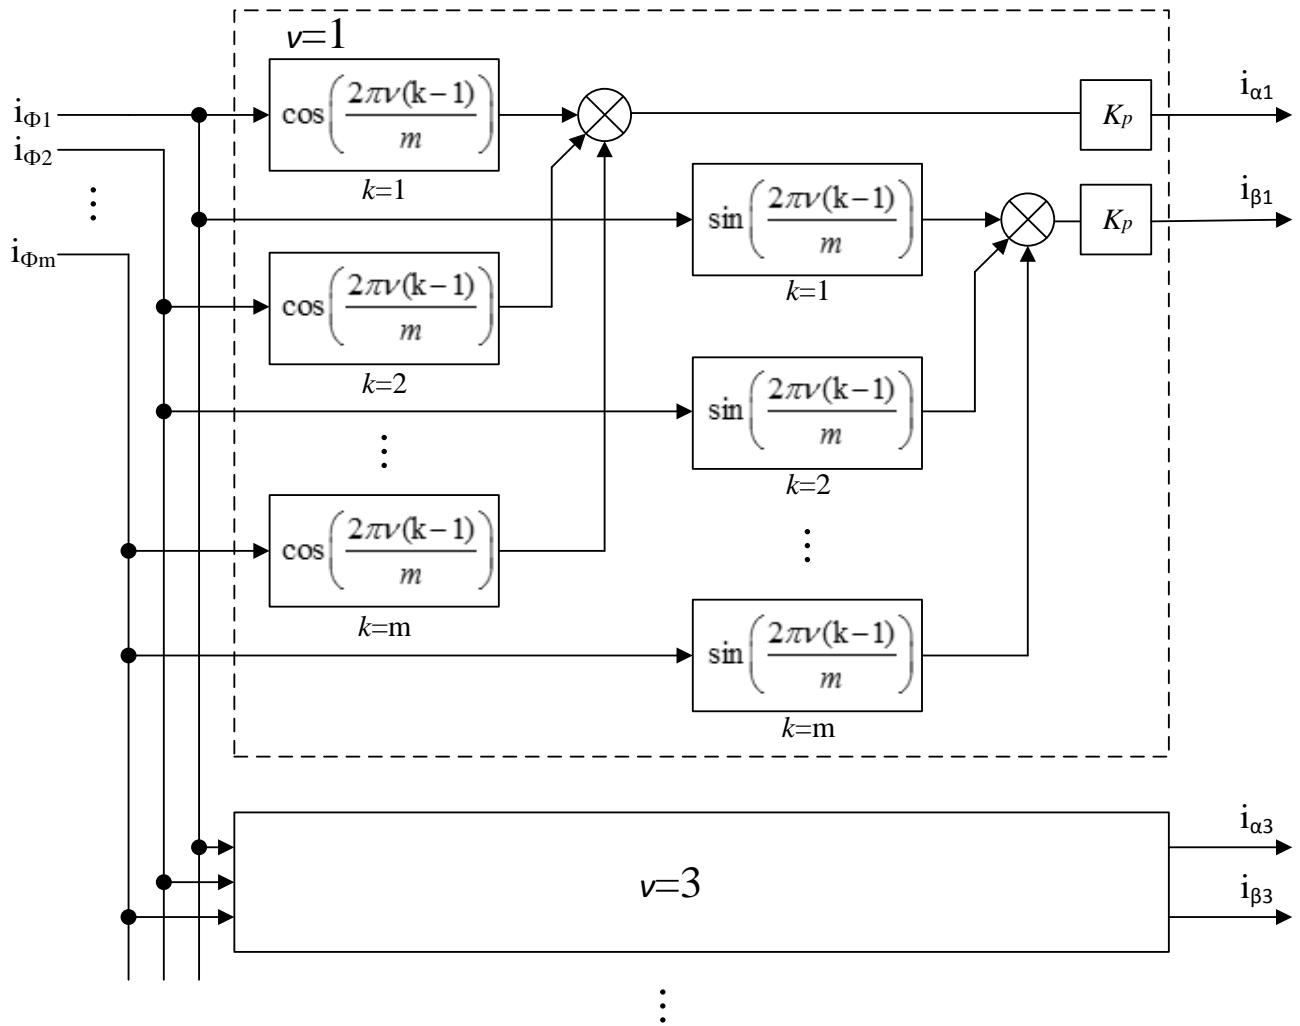 ν=1
cos(2πν(k−1)/m)
k=1
iΦ1
iΦ2
⋮
iΦm
Kp
iα1
sin(2πν(k−1)/m)
k=1
Kp
iβ1
cos(2πν(k−1)/m)
k=2
sin(2πν(k−1)/m)
k=2
⋮
⋮
cos(2πν(k−1)/m)
k=m
sin(2πν(k−1)/m)
k=m
ν=3
iα3
iβ3
⋮